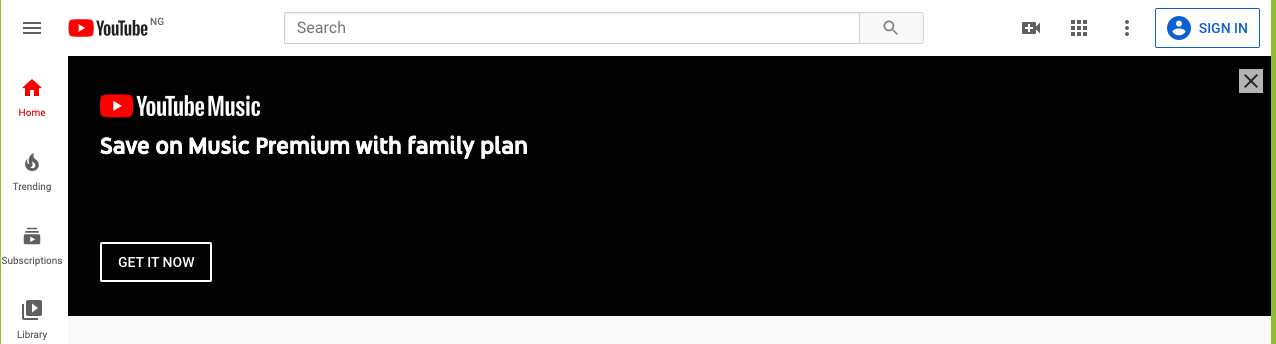 YouTube NG
Search
SIGN IN
Home
Trending
Subscriptions
Library
YouTube Music
Save on Music Premium with family plan
GET IT NOW